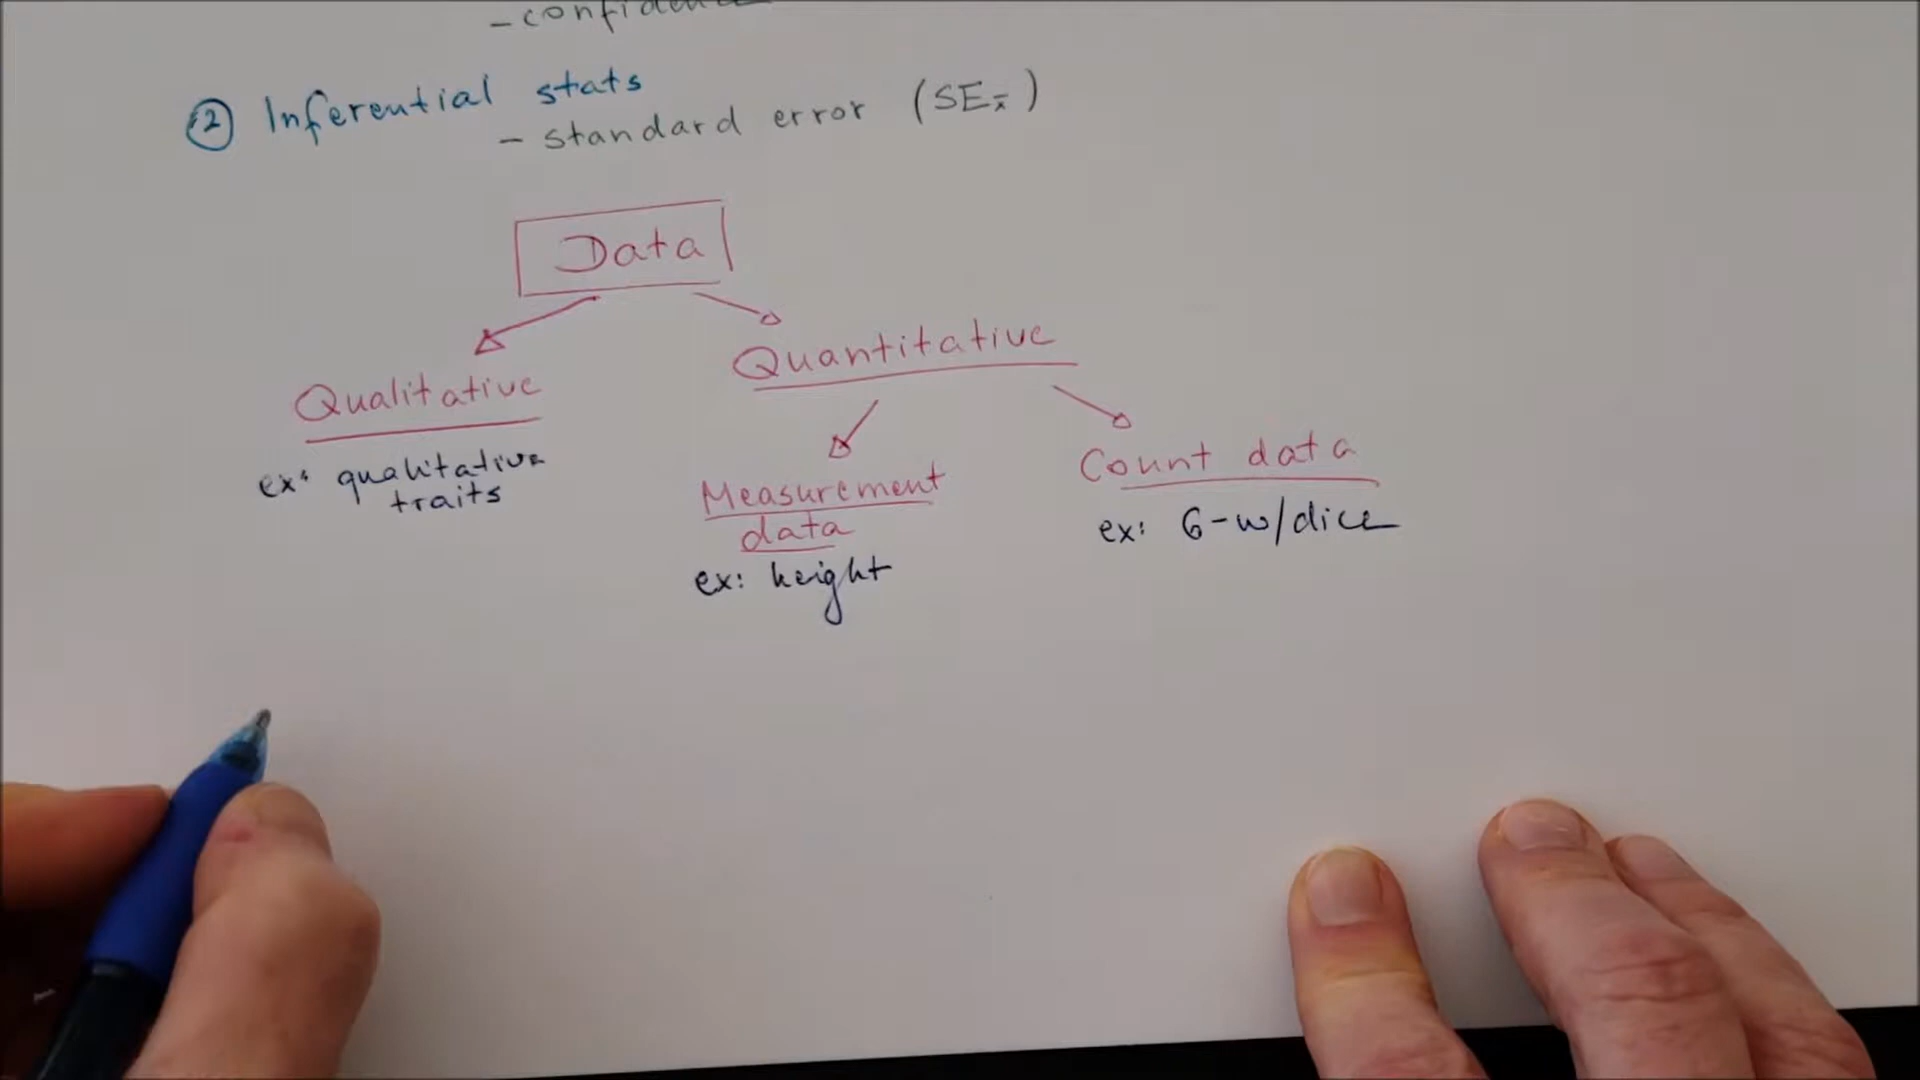 ② Inferential stats
- standard error (SEx̄)
Data
Qualitative
Quantitative
ex: qualitative
traits
Measurement
data
ex: height
Count data
ex: 6-w/dice